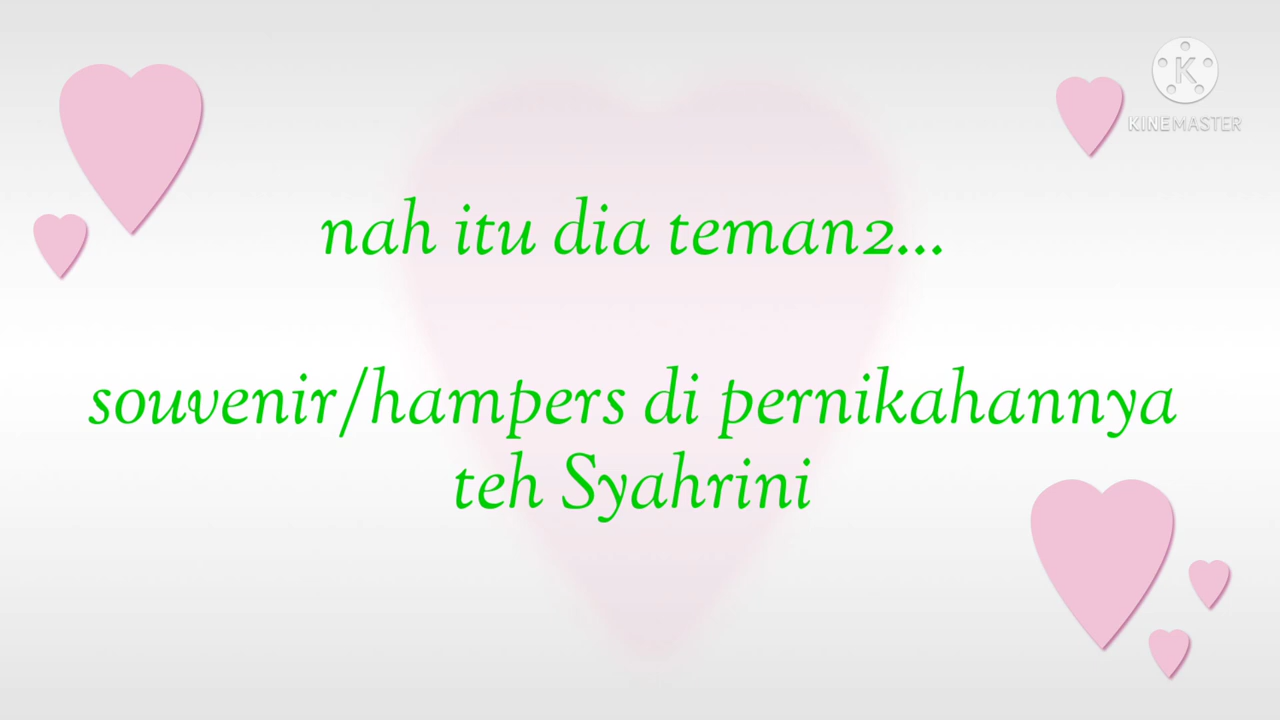 KINEMASTER
nah itu dia teman2...
souvenir/hampers di pernikahannya
teh Syahrini